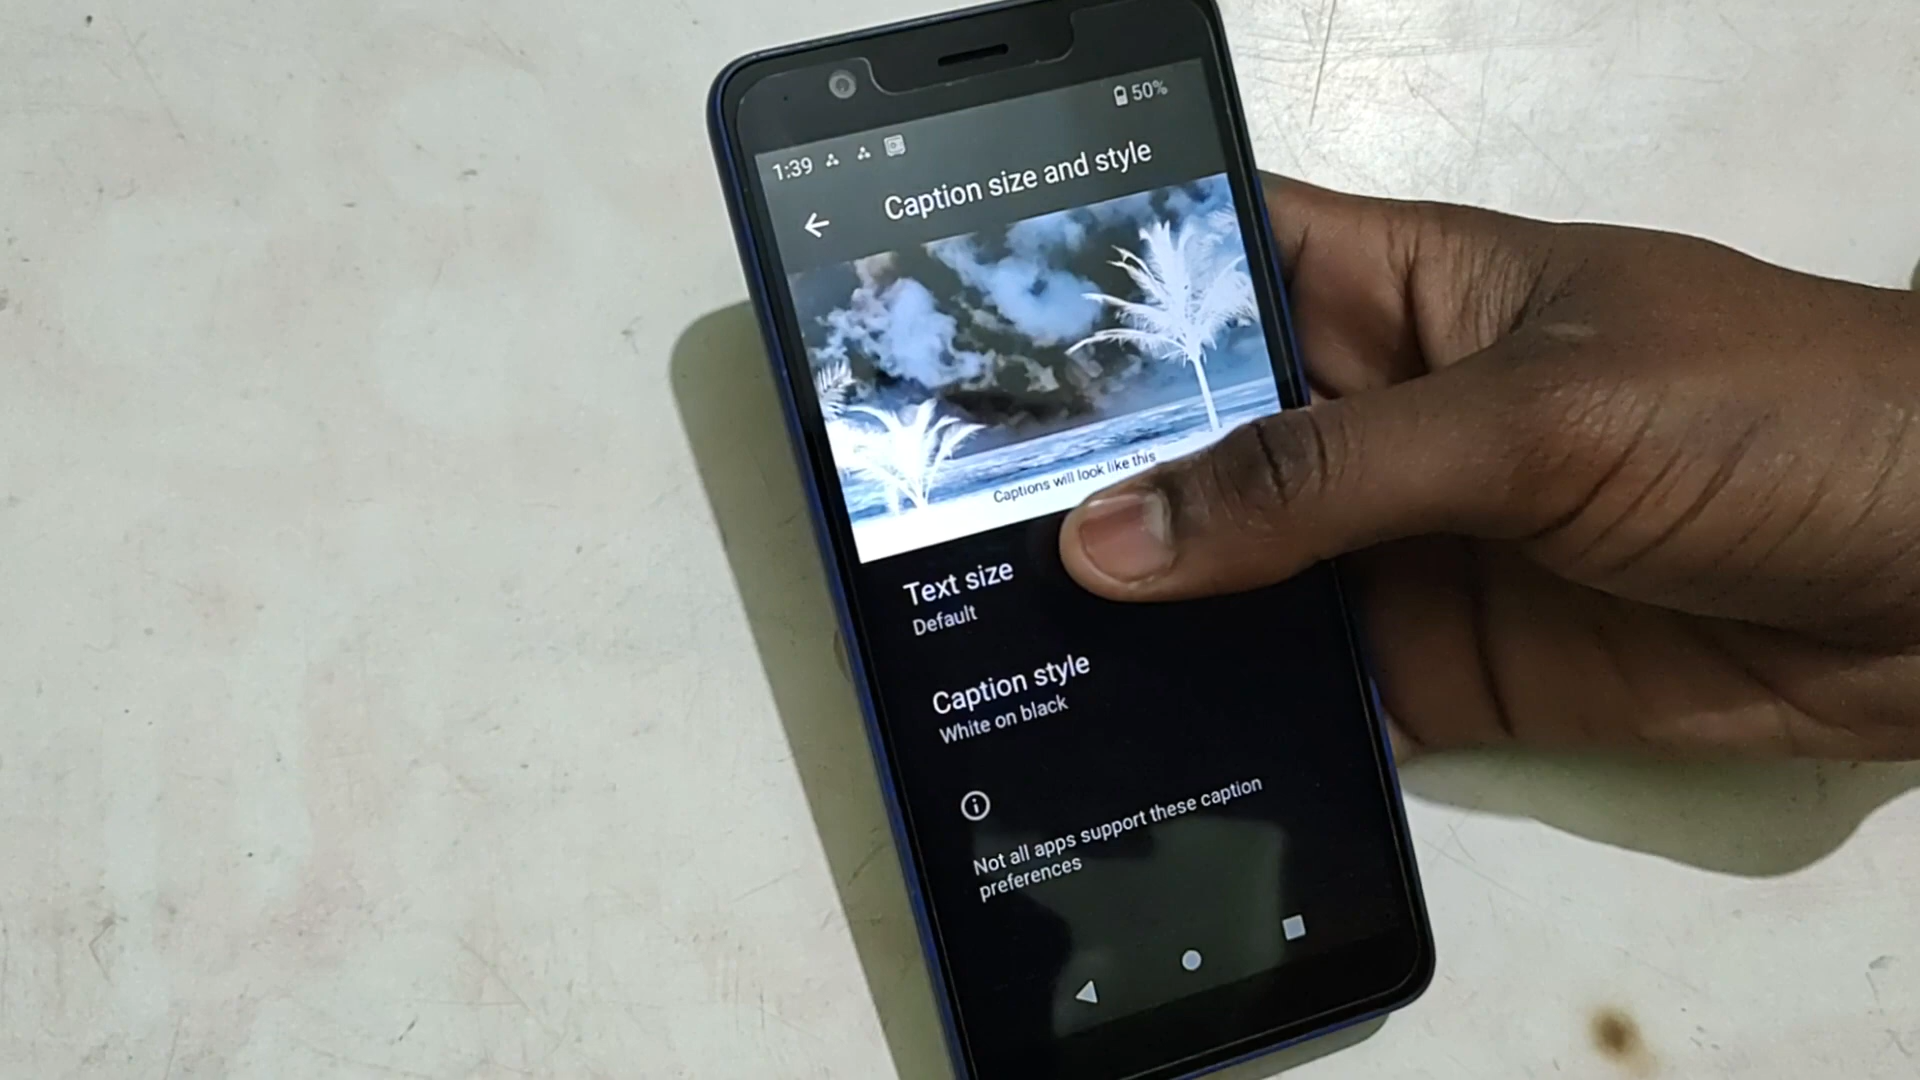 50%
1:39
Caption size and style
Captions will look like this
Text size
Default
Caption style
White on black
Not all apps support these caption
preferences